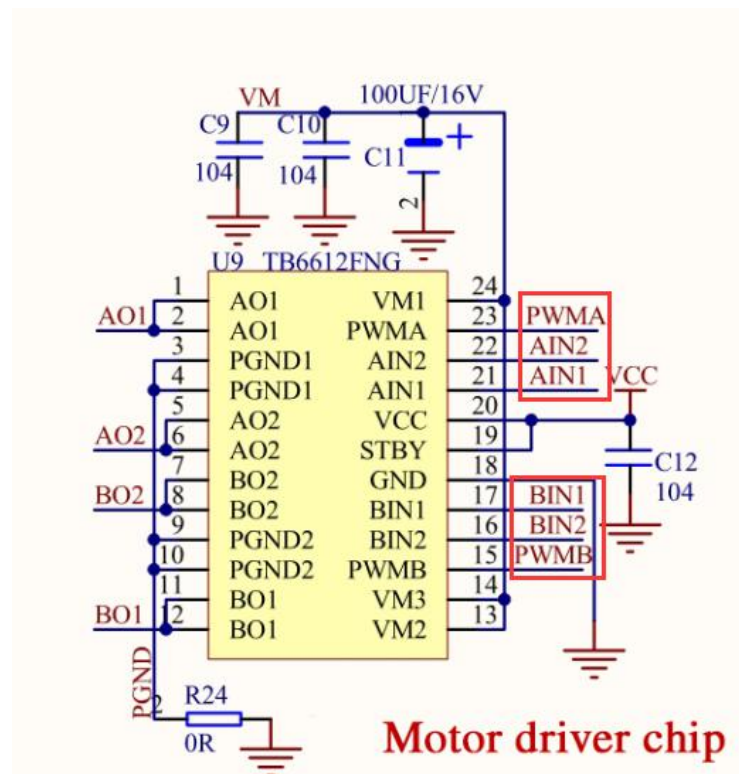 VM
100UF/16V
C9
C10
C11
104
104
2
U9 TB6612FNG
1 AO1 VM1 24
AO1 2 AO1 PWMA 23 PWMA
3 PGND1 AIN2 22 AIN2
4 PGND1 AIN1 21 AIN1 VCC
5 AO2 VCC 20
AO2 6 AO2 STBY 19
7 BO2 GND 18 C12
BO2 8 BO2 BIN1 17 BIN1 104
9 PGND2 BIN2 16 BIN2
10 PGND2 PWMB 15 PWMB
11 BO1 VM3 14
BO1 12 BO1 VM2 13
PGND
2
R24
0R
Motor driver chip